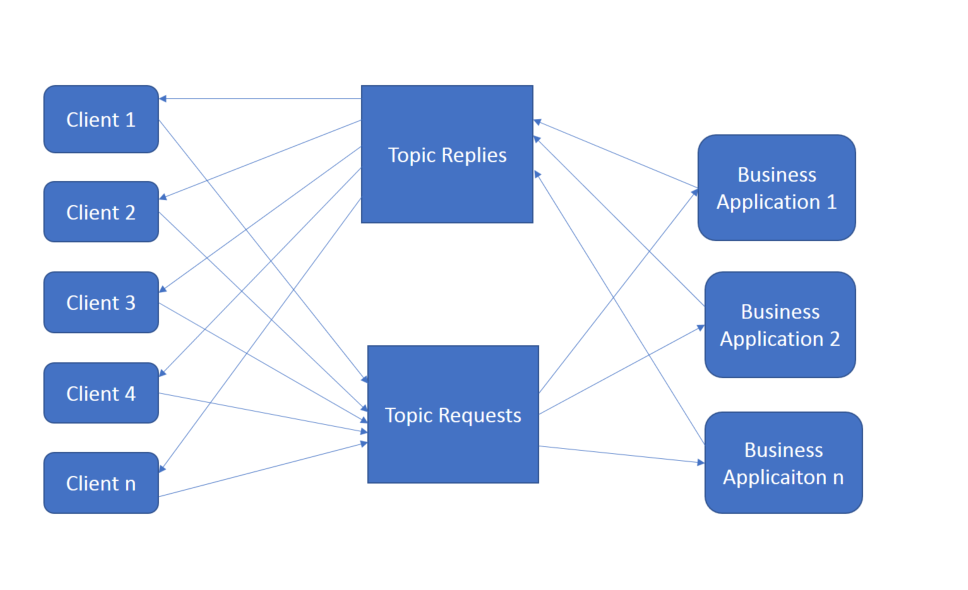 Client 1
Client 2
Client 3
Client 4
Client n
Topic Replies
Topic Requests
Business
Application 1
Business
Application 2
Business
Applicaiton n